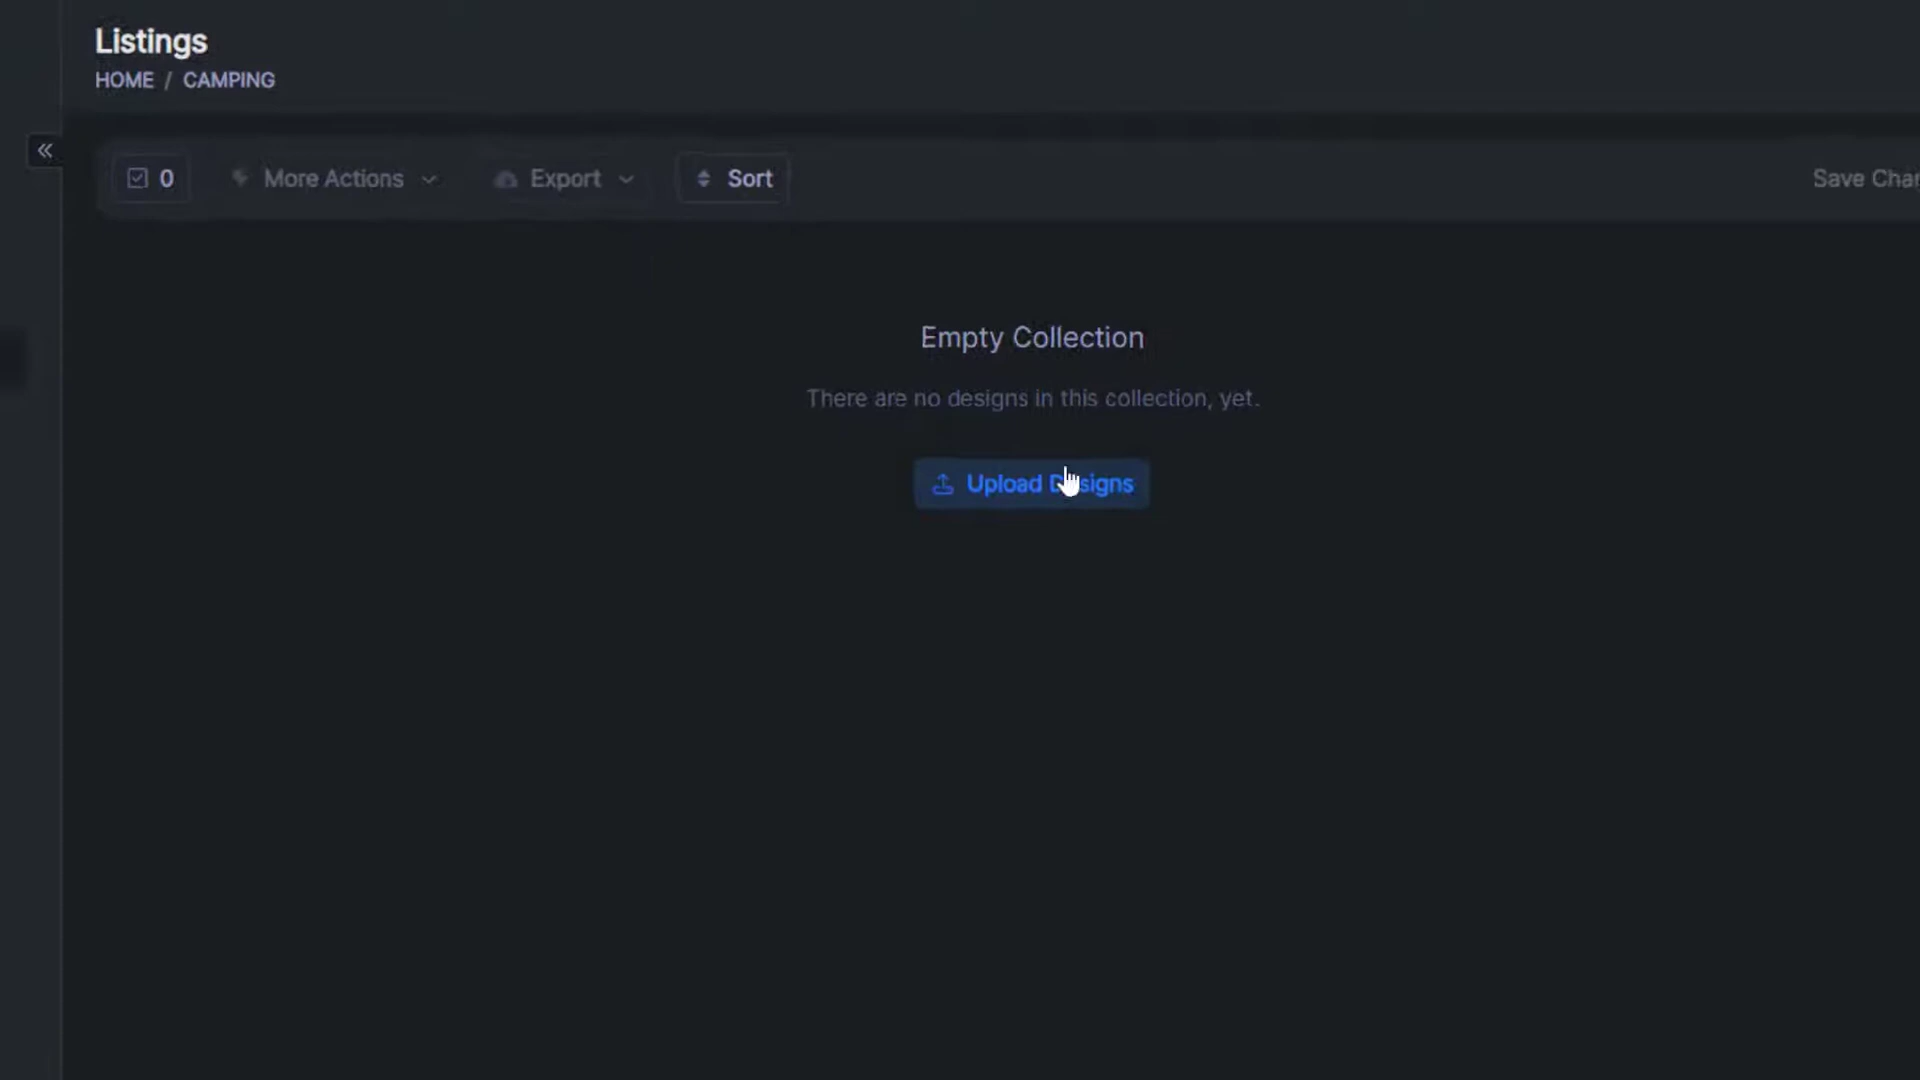 Listings
HOME / CAMPING
0 More Actions Export Sort Save
Empty Collection
There are no designs in this collection, yet.
Upload Designs